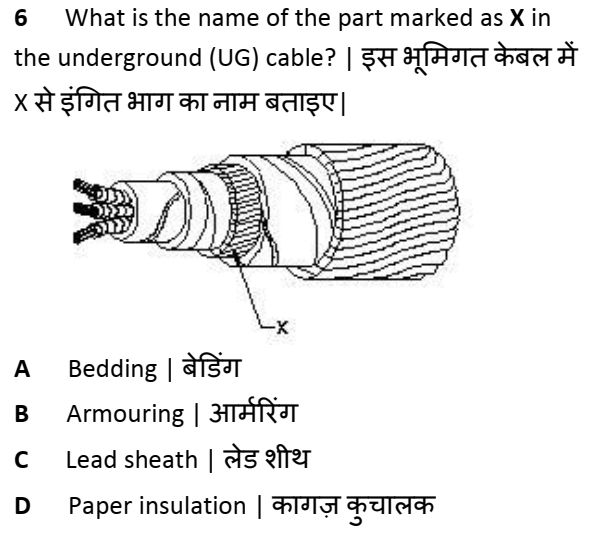 6 What is the name of the part marked as X in
the underground (UG) cable? | इस भूमिगत केबल में
X से इंगित भाग का नाम बताइए|
X
A Bedding | बेडिंग
B Armouring | आर्मरिंग
C Lead sheath | लेड शीथ
D Paper insulation | कागज़ कुचालक